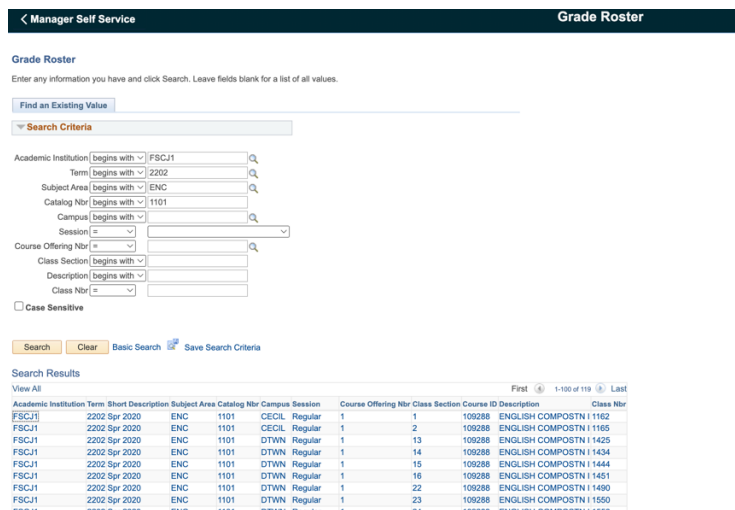 Manager Self Service Grade Roster
Grade Roster
Enter any information you have and click Search. Leave fields blank for a list of all values.
Find an Existing Value
Search Criteria
Academic Institution begins with FSCJ1
Term begins with 2202
Subject Area begins with ENC
Catalog Nbr begins with 1101
Campus begins with
Session =
Course Offering Nbr =
Class Section begins with
Description begins with
Class Nbr =
Case Sensitive
Search Clear Basic Search Save Search Criteria
Search Results
View All First 1-100 of 119 Last
Academic Institution Term Short Description Subject Area Catalog Nbr Campus Session Course Offering Nbr Class Section Course ID Description Class Nbr
FSCJ1 2202 Spr 2020 ENC 1101 CECIL Regular 1 1 109288 ENGLISH COMPOSTN I 1162
FSCJ1 2202 Spr 2020 ENC 1101 CECIL Regular 1 2 109288 ENGLISH COMPOSTN I 1165
FSCJ1 2202 Spr 2020 ENC 1101 DTWN Regular 1 13 109288 ENGLISH COMPOSTN I 1425
FSCJ1 2202 Spr 2020 ENC 1101 DTWN Regular 1 14 109288 ENGLISH COMPOSTN I 1434
FSCJ1 2202 Spr 2020 ENC 1101 DTWN Regular 1 15 109288 ENGLISH COMPOSTN I 1444
FSCJ1 2202 Spr 2020 ENC 1101 DTWN Regular 1 16 109288 ENGLISH COMPOSTN I 1451
FSCJ1 2202 Spr 2020 ENC 1101 DTWN Regular 1 22 109288 ENGLISH COMPOSTN I 1490
FSCJ1 2202 Spr 2020 ENC 1101 DTWN Regular 1 23 109288 ENGLISH COMPOSTN I 1550